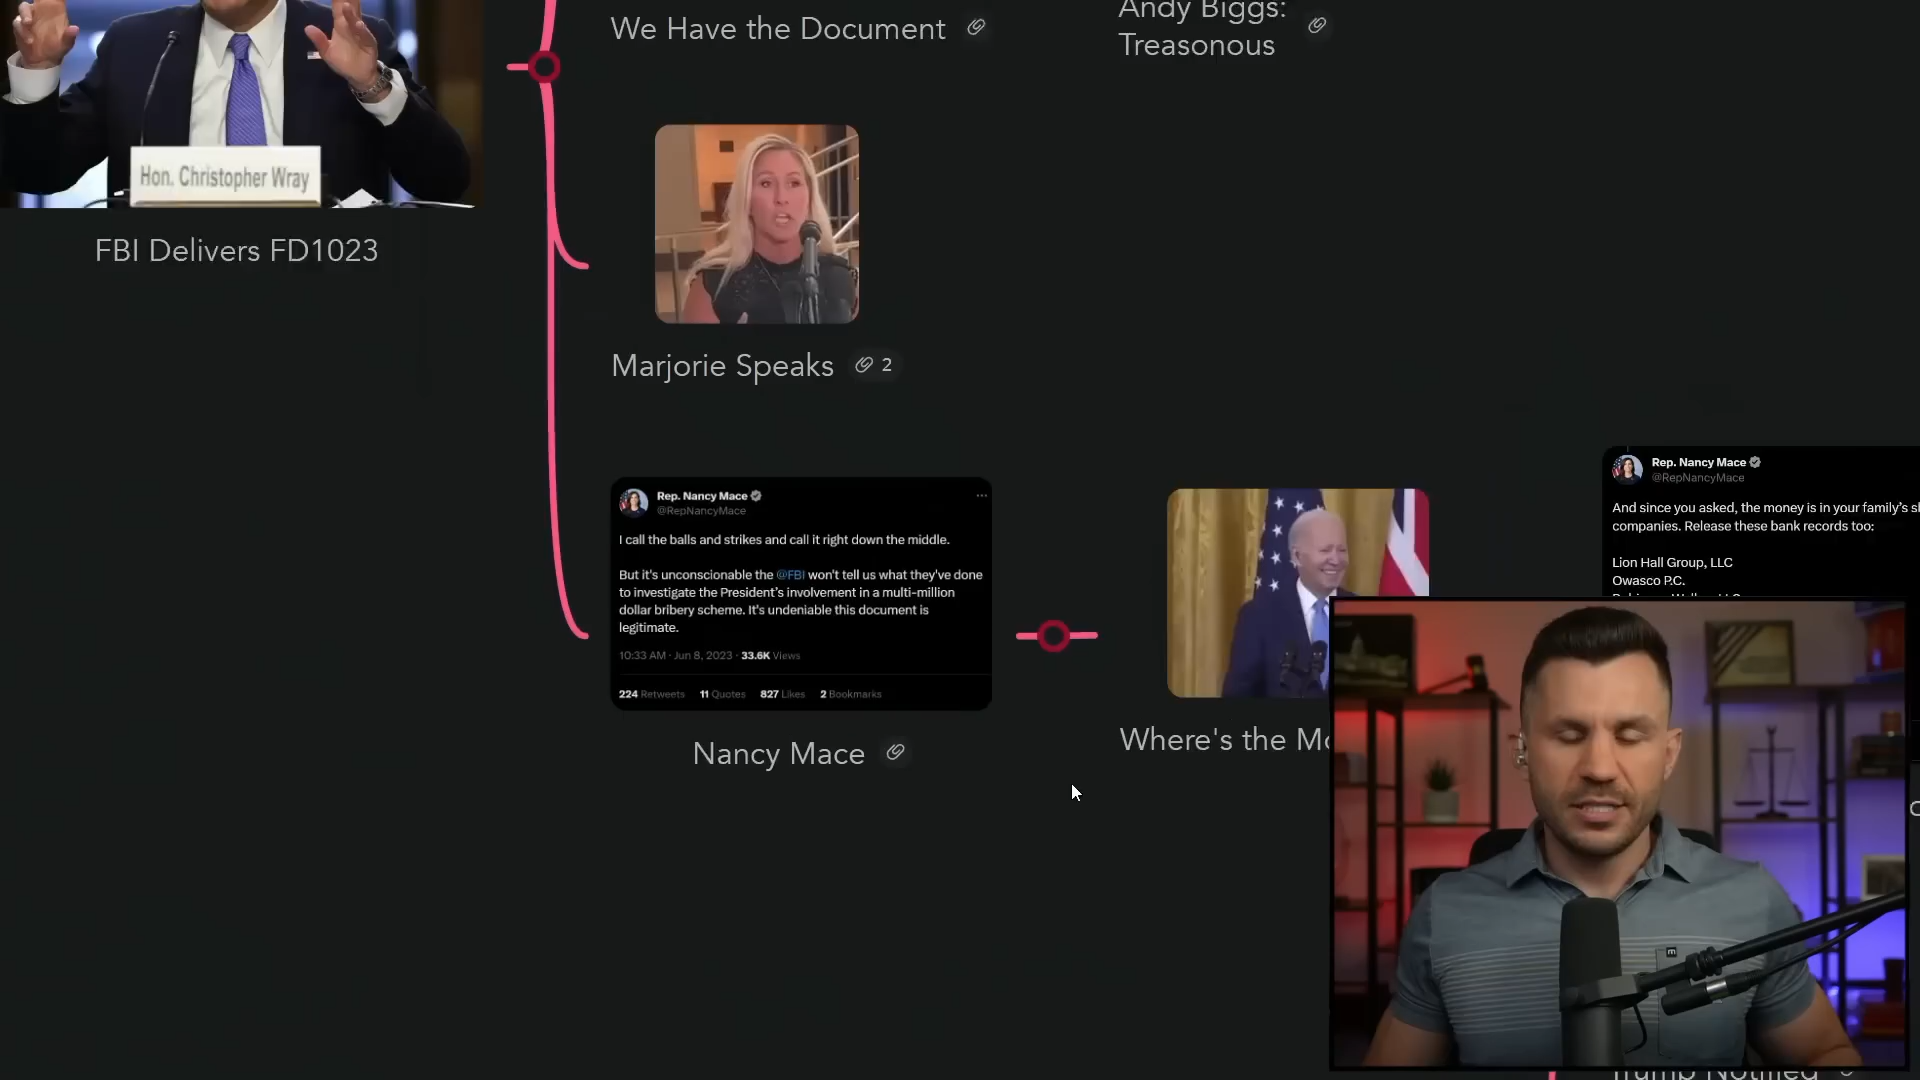 We Have the Document
Andy Biggs:
Treasonous
Hon. Christopher Wray
FBI Delivers FD1023
Marjorie Speaks
2
Rep. Nancy Mace
@RepNancyMace
I call the balls and strikes and call it right down the middle.
But it's unconscionable the @FBI won't tell us what they've done
to investigate the President's involvement in a multi-million
dollar bribery scheme. It's undeniable this document is
legitimate.
10:33 AM · Jun 8, 2023 · 33.6K Views
224 Retweets 11 Quotes 827 Likes 2 Bookmarks
Nancy Mace
Where's the
Rep. Nancy Mace
@RepNancyMace
And since you asked, the money is in your family's
companies. Release these bank records too:
Lion Hall Group, LLC
Owasco P.C.
Trump Notified